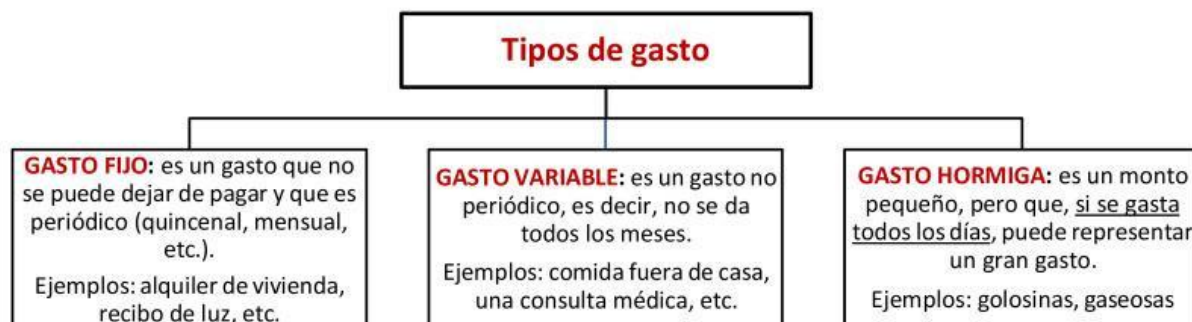 Tipos de gasto
GASTO FIJO: es un gasto que no
se puede dejar de pagar y que es
periódico (quincenal, mensual,
etc.).
Ejemplos: alquiler de vivienda,
recibo de luz, etc.
GASTO VARIABLE: es un gasto no
periódico, es decir, no se da
todos los meses.
Ejemplos: comida fuera de casa,
una consulta médica, etc.
GASTO HORMIGA: es un monto
pequeño, pero que, si se gasta
todos los días, puede representar
un gran gasto.
Ejemplos: golosinas, gaseosas